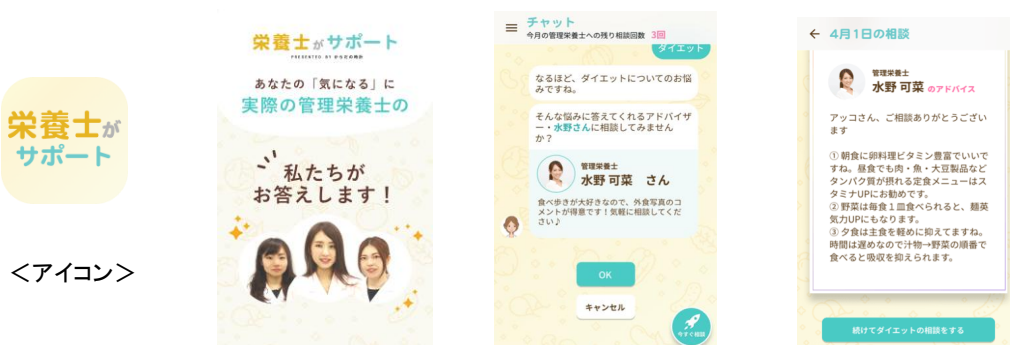 栄養士が
サポート
＜アイコン＞
栄養士がサポート
PRESENTED BY からだの時計
あなたの「気になる」に
実際の管理栄養士の
私たちが
お答えします！
チャット
今月の管理栄養士への残り相談回数 3回
ダイエット
なるほど、ダイエットについてのお悩
みですね。
そんな悩みに答えてくれるアドバイザ
ー・水野さんに相談してみません
か？
管理栄養士
水野 可菜 さん
食べ歩きが大好きなので、外食写真のコ
メントが得意です！気軽に相談してくだ
さい♪
OK
キャンセル
今すぐ相談
4月1日の相談
管理栄養士
水野 可菜 のアドバイス
アッコさん、ご相談ありがとうござい
ます
① 朝食に卵料理ビタミン豊富でいいで
すね。昼食でも肉・魚・大豆製品など
タンパク質が摂れる定食メニューはス
タミナUPにお勧めです。
② 野菜は毎食１皿食べられると、麺英
気力UPにもなります。
③ 夕食は主食を軽めに抑えてますね。
時間は遅めなので汁物→野菜の順番で
食べると吸収を抑えられます。
続けてダイエットの相談をする